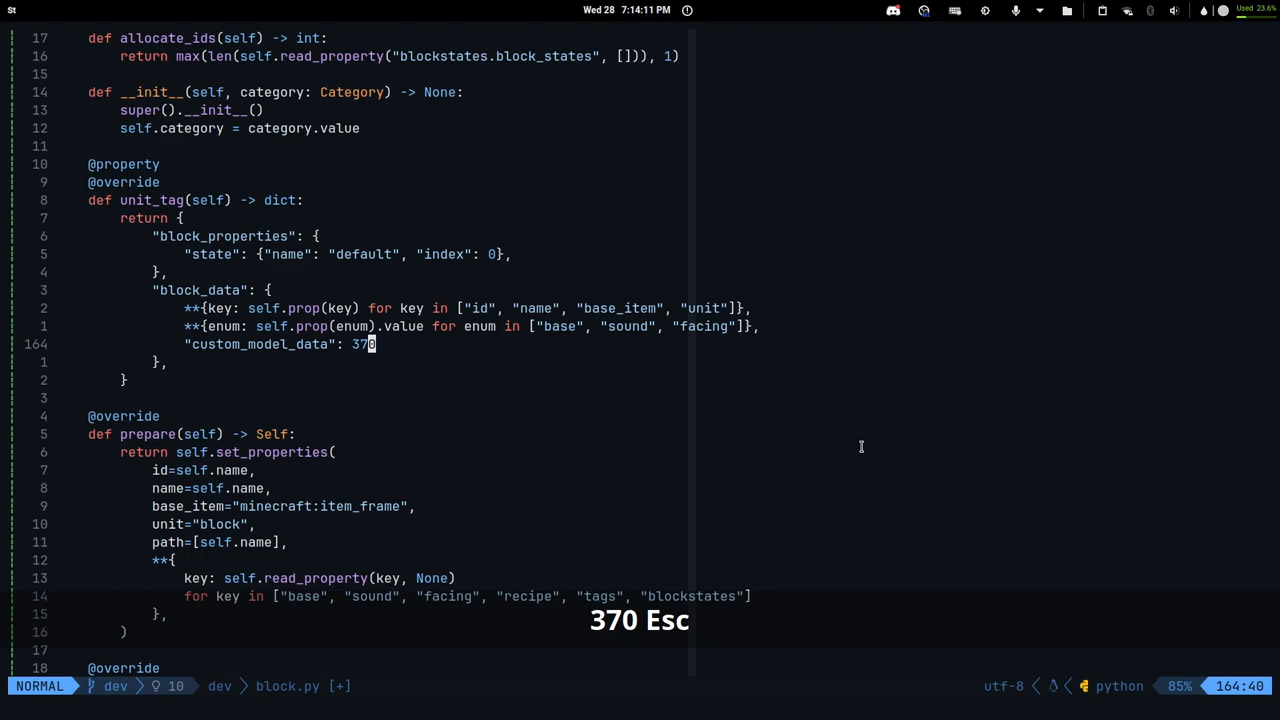 St
Wed 28 7:14:11 PM
Used 23.6%
17 def allocate_ids(self) -> int:
16 return max(len(self.read_property("blockstates.block_states", [])), 1)
15
14 def __init__(self, category: Category) -> None:
13 super().__init__()
12 self.category = category.value
11
10 @property
9 @override
8 def unit_tag(self) -> dict:
7 return {
6 "block_properties": {
5 "state": {"name": "default", "index": 0},
4 },
3 "block_data": {
2 **{key: self.prop(key) for key in ["id", "name", "base_item", "unit"]},
1 **{enum: self.prop(enum).value for enum in ["base", "sound", "facing"]},
164 "custom_model_data": 370
1 },
2 }
3
4 @override
5 def prepare(self) -> Self:
6 return self.set_properties(
7 id=self.name,
8 name=self.name,
9 base_item="minecraft:item_frame",
10 unit="block",
11 path=[self.name],
12 **{
13 key: self.read_property(key, None)
14 for key in ["base", "sound", "facing", "recipe", "tags", "blockstates"]
15 },
16 )
17
18 @override
370 Esc
NORMAL dev 10 dev block.py [+] utf-8 python 85% 164:40